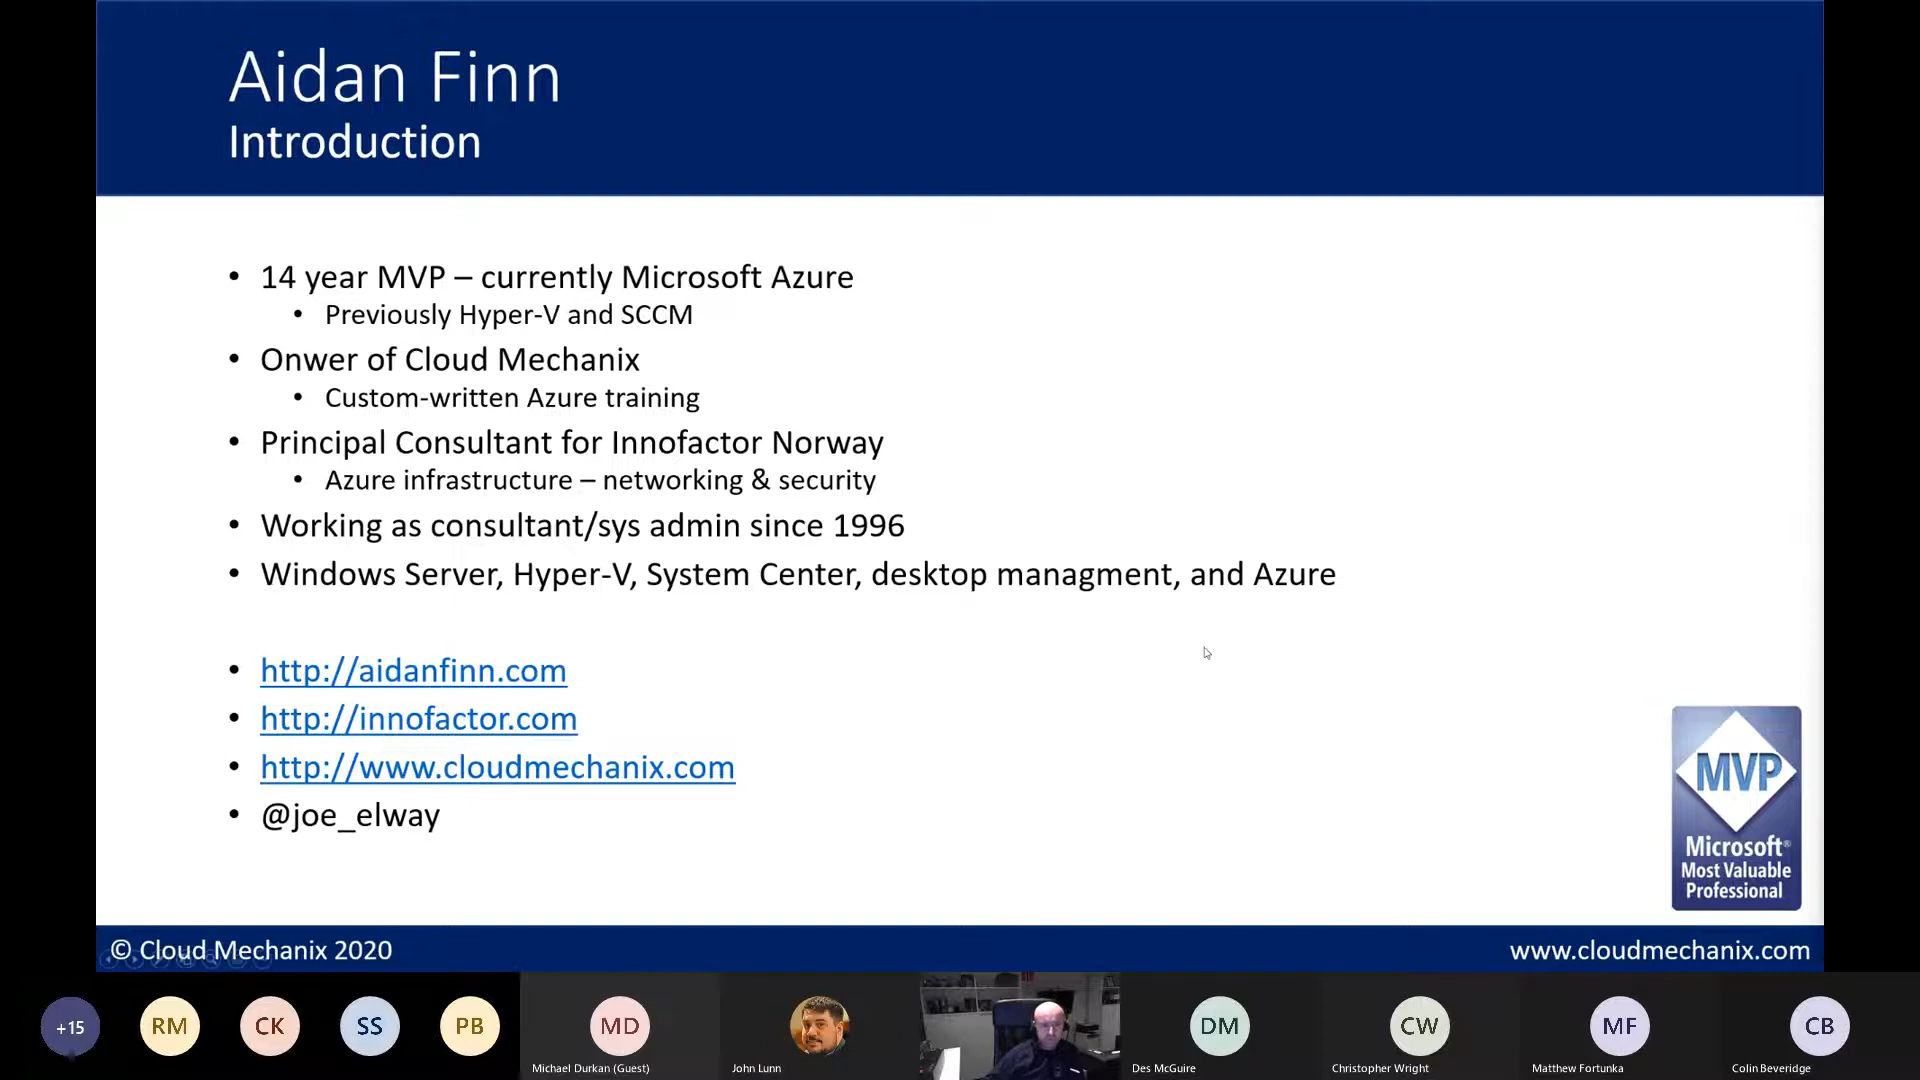 Aidan Finn
Introduction
• 14 year MVP – currently Microsoft Azure
• Previously Hyper-V and SCCM
• Onwer of Cloud Mechanix
• Custom-written Azure training
• Principal Consultant for Innofactor Norway
• Azure infrastructure – networking & security
• Working as consultant/sys admin since 1996
• Windows Server, Hyper-V, System Center, desktop managment, and Azure
• http://aidanfinn.com
• http://innofactor.com
• http://www.cloudmechanix.com
• @joe_elway
MVP
Microsoft®
Most Valuable
Professional
© Cloud Mechanix 2020
www.cloudmechanix.com
+15
RM
CK
SS
PB
MD
DM
CW
MF
CB
Michael Durkan (Guest)
John Lunn
Des McGuire
Christopher Wright
Matthew Fortunka
Colin Beveridge